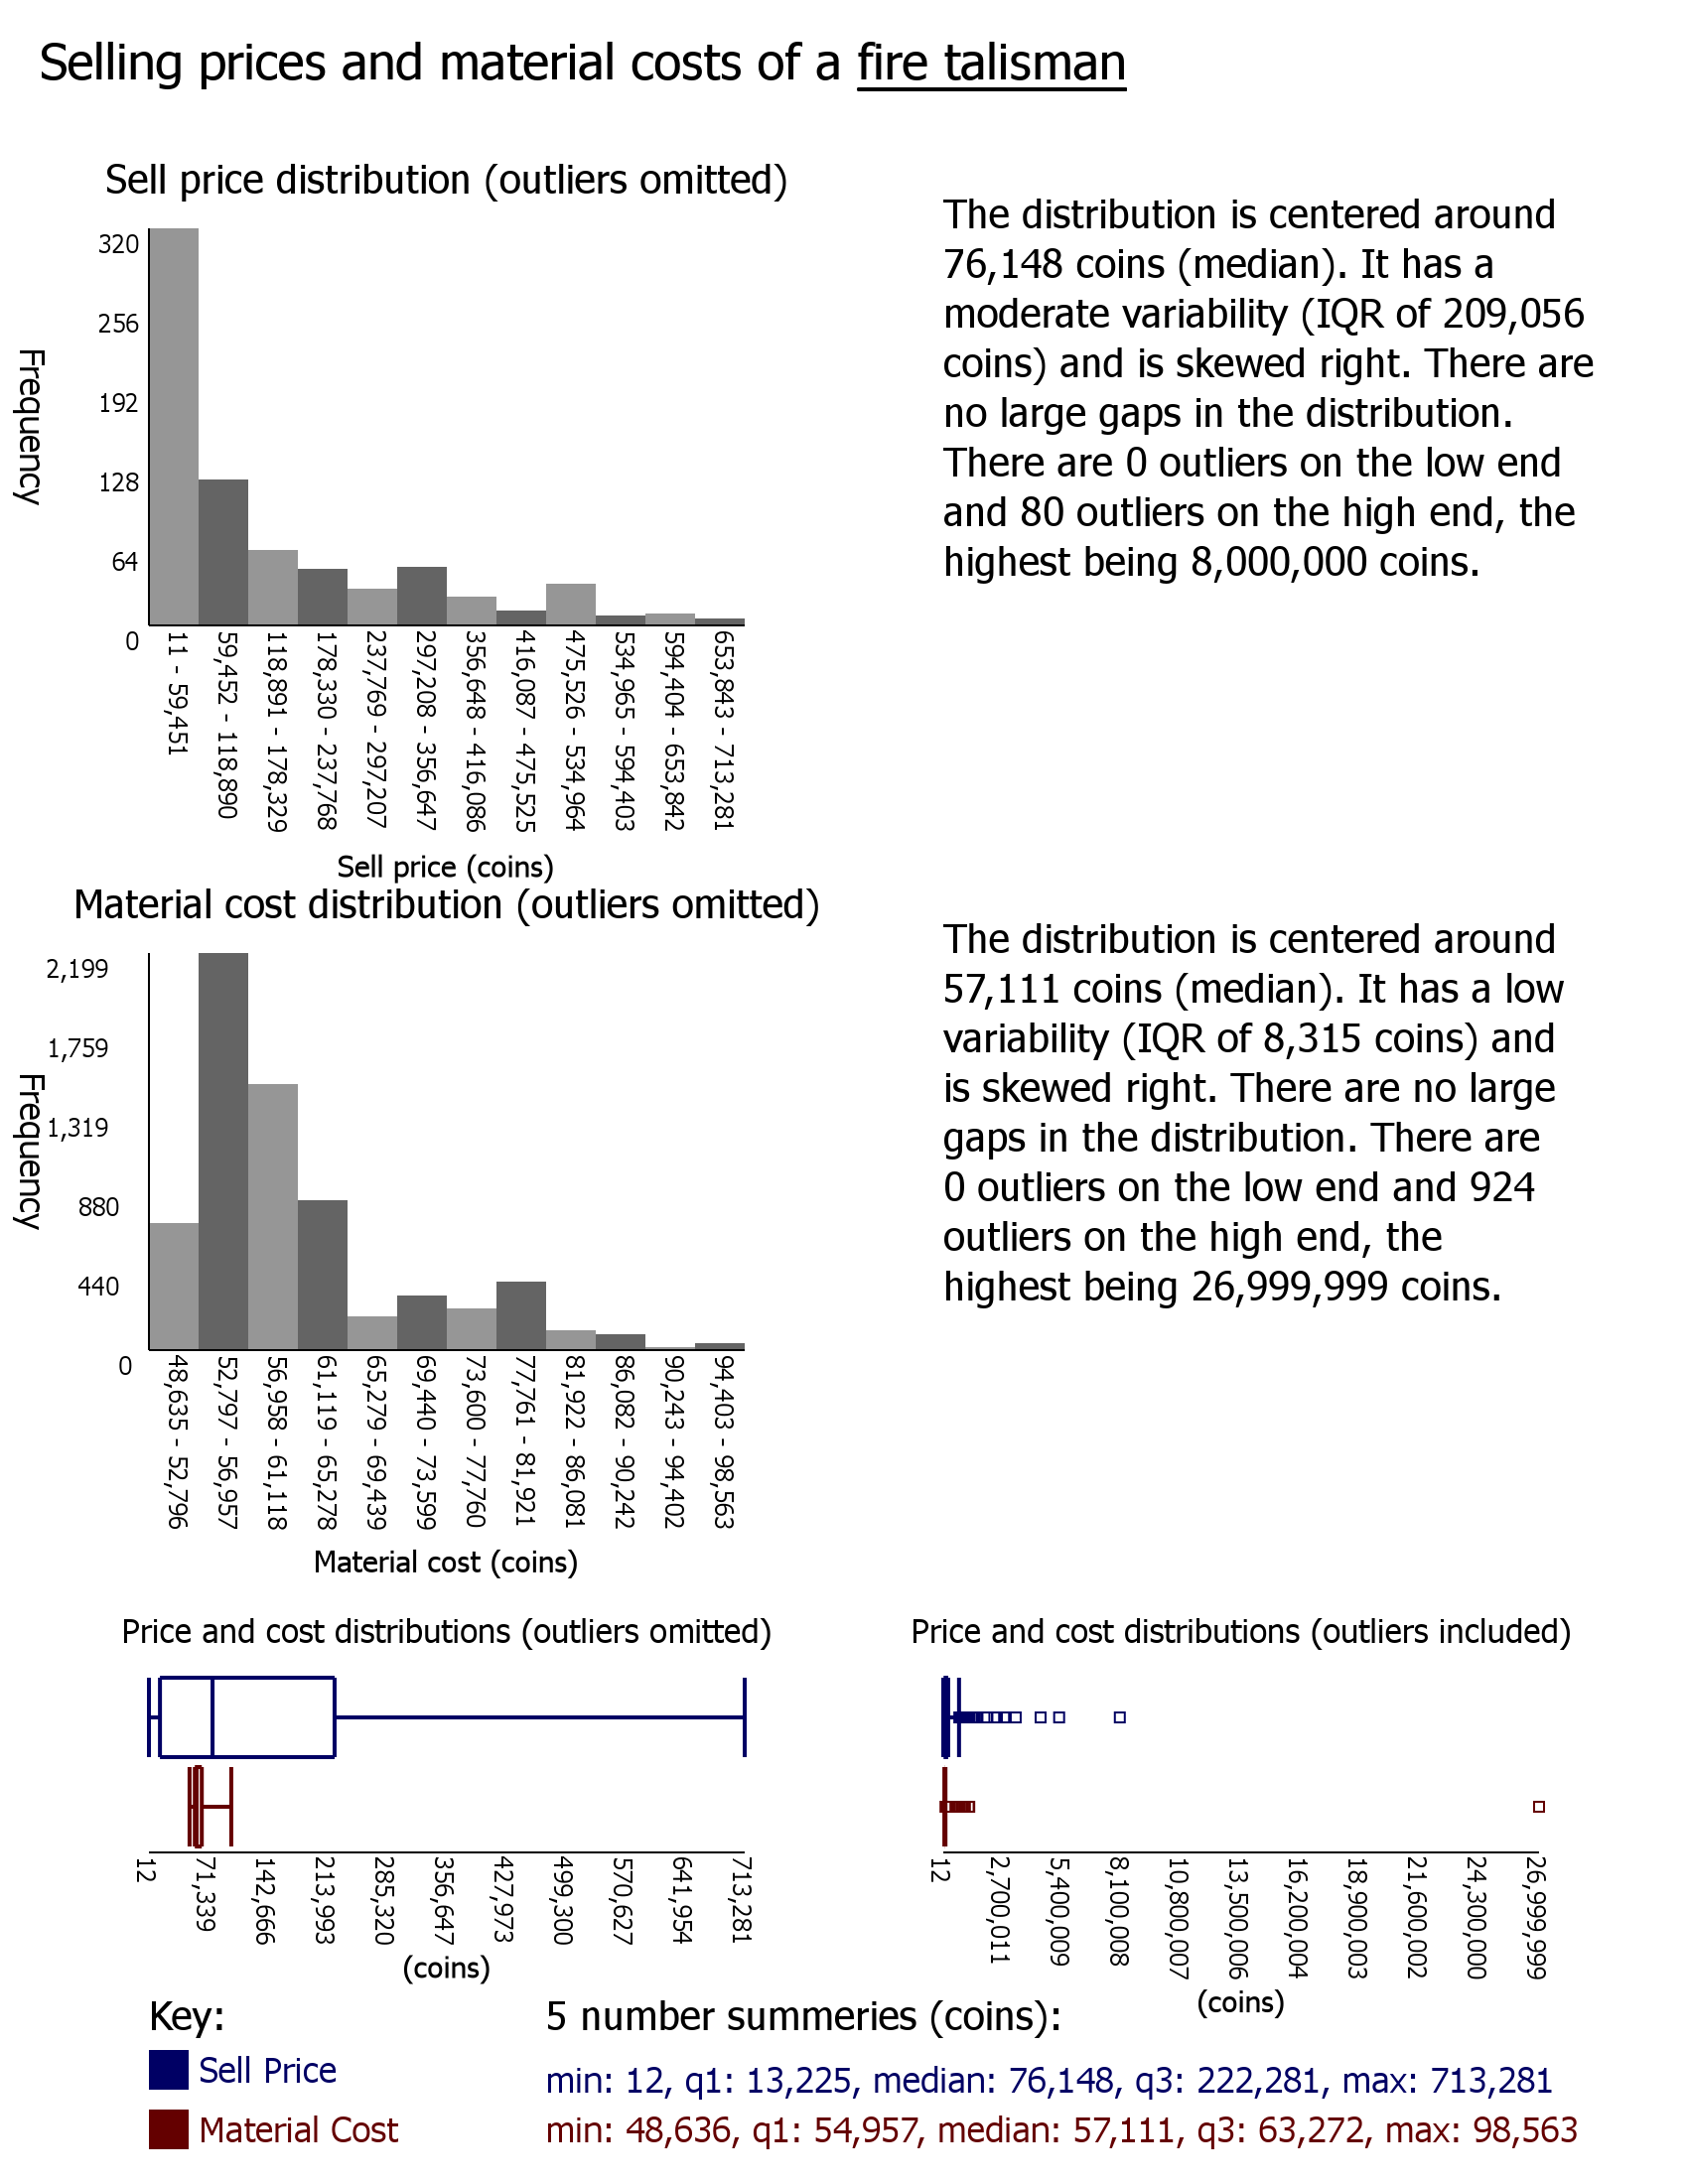 Selling prices and material costs of a fire talisman
Sell price distribution (outliers omitted)
Frequency
320
256
192
128
64
0
11 - 59,451
59,452 - 118,890
118,891 - 178,329
178,330 - 237,768
237,769 - 297,207
297,208 - 356,647
356,648 - 416,086
416,087 - 475,525
475,526 - 534,964
534,965 - 594,403
594,404 - 653,842
653,843 - 713,281
Sell price (coins)
The distribution is centered around
76,148 coins (median). It has a
moderate variability (IQR of 209,056
coins) and is skewed right. There are
no large gaps in the distribution.
There are 0 outliers on the low end
and 80 outliers on the high end, the
highest being 8,000,000 coins.
Material cost distribution (outliers omitted)
Frequency
2,199
1,759
1,319
880
440
0
48,635 - 52,796
52,797 - 56,957
56,958 - 61,118
61,119 - 65,278
65,279 - 69,439
69,440 - 73,599
73,600 - 77,760
77,761 - 81,921
81,922 - 86,081
86,082 - 90,242
90,243 - 94,402
94,403 - 98,563
Material cost (coins)
The distribution is centered around
57,111 coins (median). It has a low
variability (IQR of 8,315 coins) and
is skewed right. There are no large
gaps in the distribution. There are
0 outliers on the low end and 924
outliers on the high end, the
highest being 26,999,999 coins.
Price and cost distributions (outliers omitted)
12
71,339
142,666
213,993
285,320
356,647
427,973
499,300
570,627
641,954
713,281
(coins)
Price and cost distributions (outliers included)
12
2,700,011
5,400,009
8,100,008
10,800,007
13,500,006
16,200,004
18,900,003
21,600,002
24,300,000
26,999,999
(coins)
Key:
Sell Price
Material Cost
5 number summeries (coins):
min: 12, q1: 13,225, median: 76,148, q3: 222,281, max: 713,281
min: 48,636, q1: 54,957, median: 57,111, q3: 63,272, max: 98,563